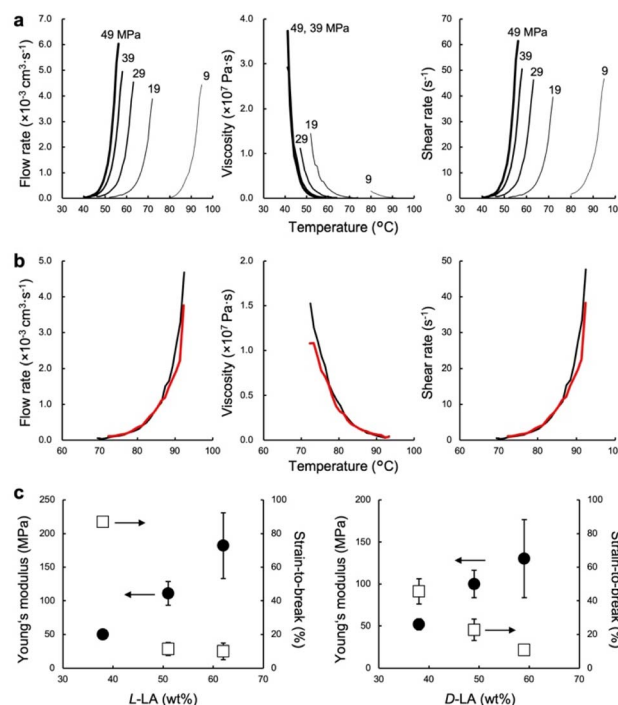 a
Flow rate (×10-3 cm3·s-1)
7.0
6.0
5.0
4.0
3.0
2.0
1.0
0.0
49 MPa
39
29
19
9
30 40 50 60 70 80 90 100
Viscosity (×107 Pa·s)
4.0
3.0
2.0
1.0
0.0
49, 39 MPa
29
19
9
30 40 50 60 70 80 90 100
Shear rate (s-1)
70
60
50
40
30
20
10
0
49 MPa
39
29
19
9
30 40 50 60 70 80 90 100
Temperature (°C)
b
Flow rate (×10-3 cm3·s-1)
5.0
4.0
3.0
2.0
1.0
0.0
60 70 80 90 100
Viscosity (×107 Pa·s)
2.0
1.5
1.0
0.5
0.0
60 70 80 90 100
Shear rate (s-1)
50
40
30
20
10
0
60 70 80 90 100
Temperature (°C)
c
Young's modulus (MPa)
250
200
150
100
50
0
30 40 50 60 70
L-LA (wt%)
100
80
60
40
20
0
Strain-to-break (%)
Young's modulus (MPa)
200
150
100
50
0
30 40 50 60 70
D-LA (wt%)
100
80
60
40
20
0
Strain-to-break (%)